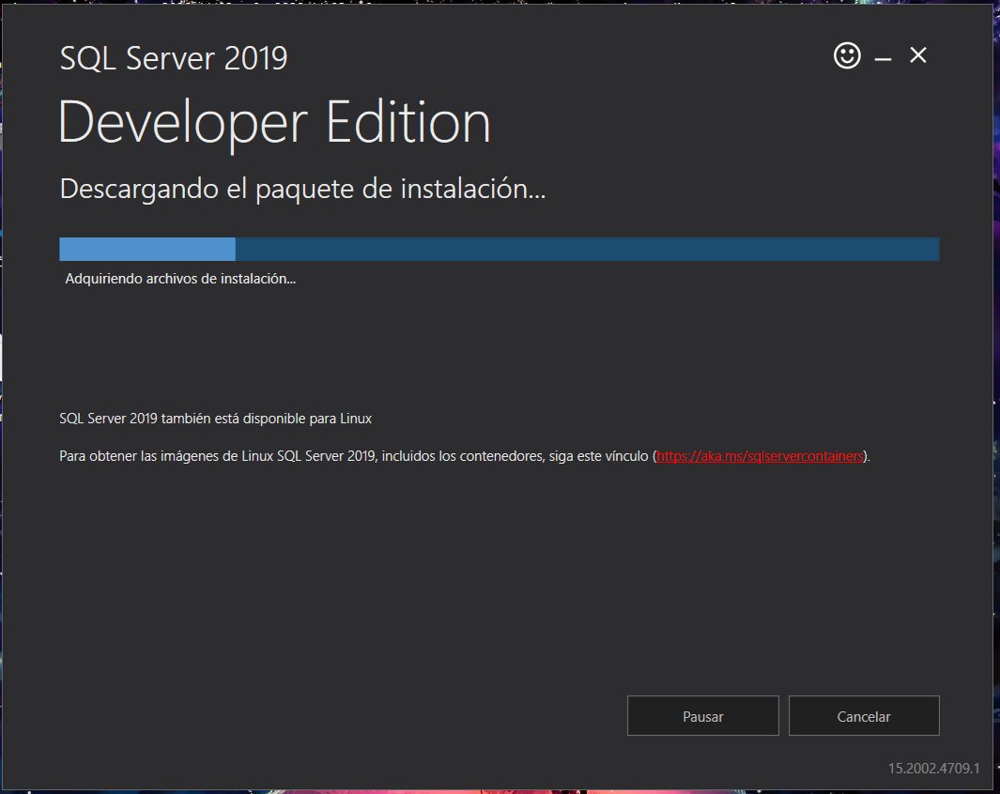 SQL Server 2019
Developer Edition
Descargando el paquete de instalación...
Adquiriendo archivos de instalación...
SQL Server 2019 también está disponible para Linux
Para obtener las imágenes de Linux SQL Server 2019, incluidos los contenedores, siga este vínculo (https://aka.ms/sqlservercontainers).
Pausar
Cancelar
15.2002.4709.1